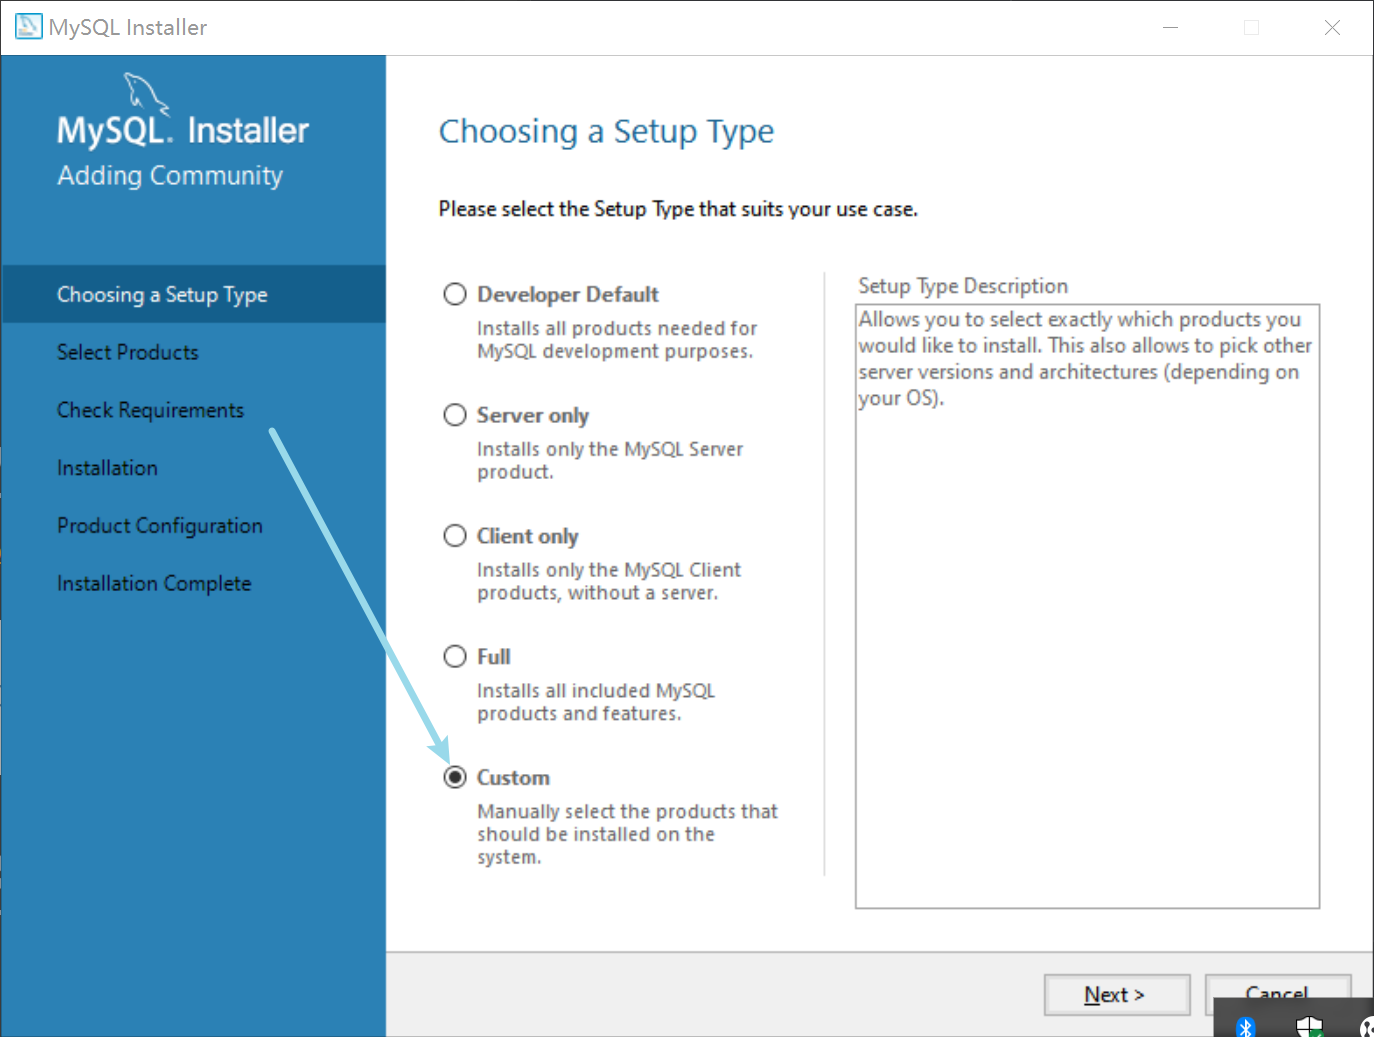 MySQL Installer
MySQL. Installer
Adding Community
Choosing a Setup Type
Select Products
Check Requirements
Installation
Product Configuration
Installation Complete
Choosing a Setup Type
Please select the Setup Type that suits your use case.
Developer Default
Installs all products needed for
MySQL development purposes.
Server only
Installs only the MySQL Server
product.
Client only
Installs only the MySQL Client
products, without a server.
Full
Installs all included MySQL
products and features.
Custom
Manually select the products that
should be installed on the
system.
Setup Type Description
Allows you to select exactly which products you
would like to install. This also allows to pick other
server versions and architectures (depending on
your OS).
Next >
Cancel